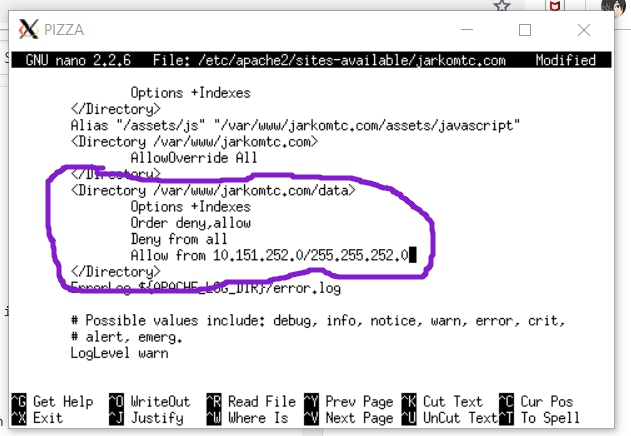 PIZZA
GNU nano 2.2.6 File: /etc/apache2/sites-available/jarkomtc.com Modified
Options +Indexes
</Directory>
Alias "/assets/js" "/var/www/jarkomtc.com/assets/javascript"
<Directory /var/www/jarkomtc.com>
AllowOverride All
</Directory>
<Directory /var/www/jarkomtc.com/data>
Options +Indexes
Order deny,allow
Deny from all
Allow from 10.151.252.0/255.255.252.0
</Directory>
ErrorLog ${APACHE_LOG_DIR}/error.log
# Possible values include: debug, info, notice, warn, error, crit,
# alert, emerg.
LogLevel warn
^G Get Help ^O WriteOut ^R Read File ^Y Prev Page ^K Cut Text ^C Cur Pos
^X Exit ^J Justify ^W Where Is ^V Next Page ^U UnCut Text ^T To Spell